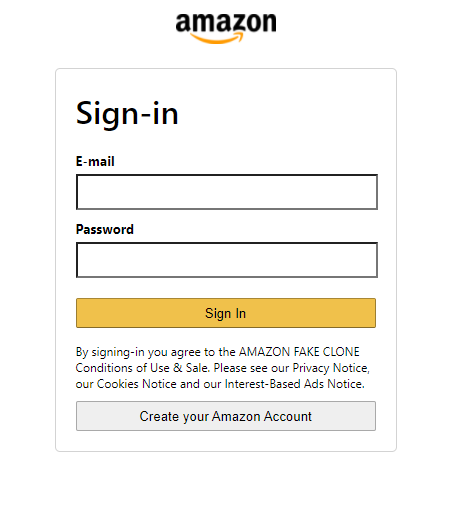 amazon
Sign-in
E-mail
Password
Sign In
By signing-in you agree to the AMAZON FAKE CLONE
Conditions of Use & Sale. Please see our Privacy Notice,
our Cookies Notice and our Interest-Based Ads Notice.
Create your Amazon Account